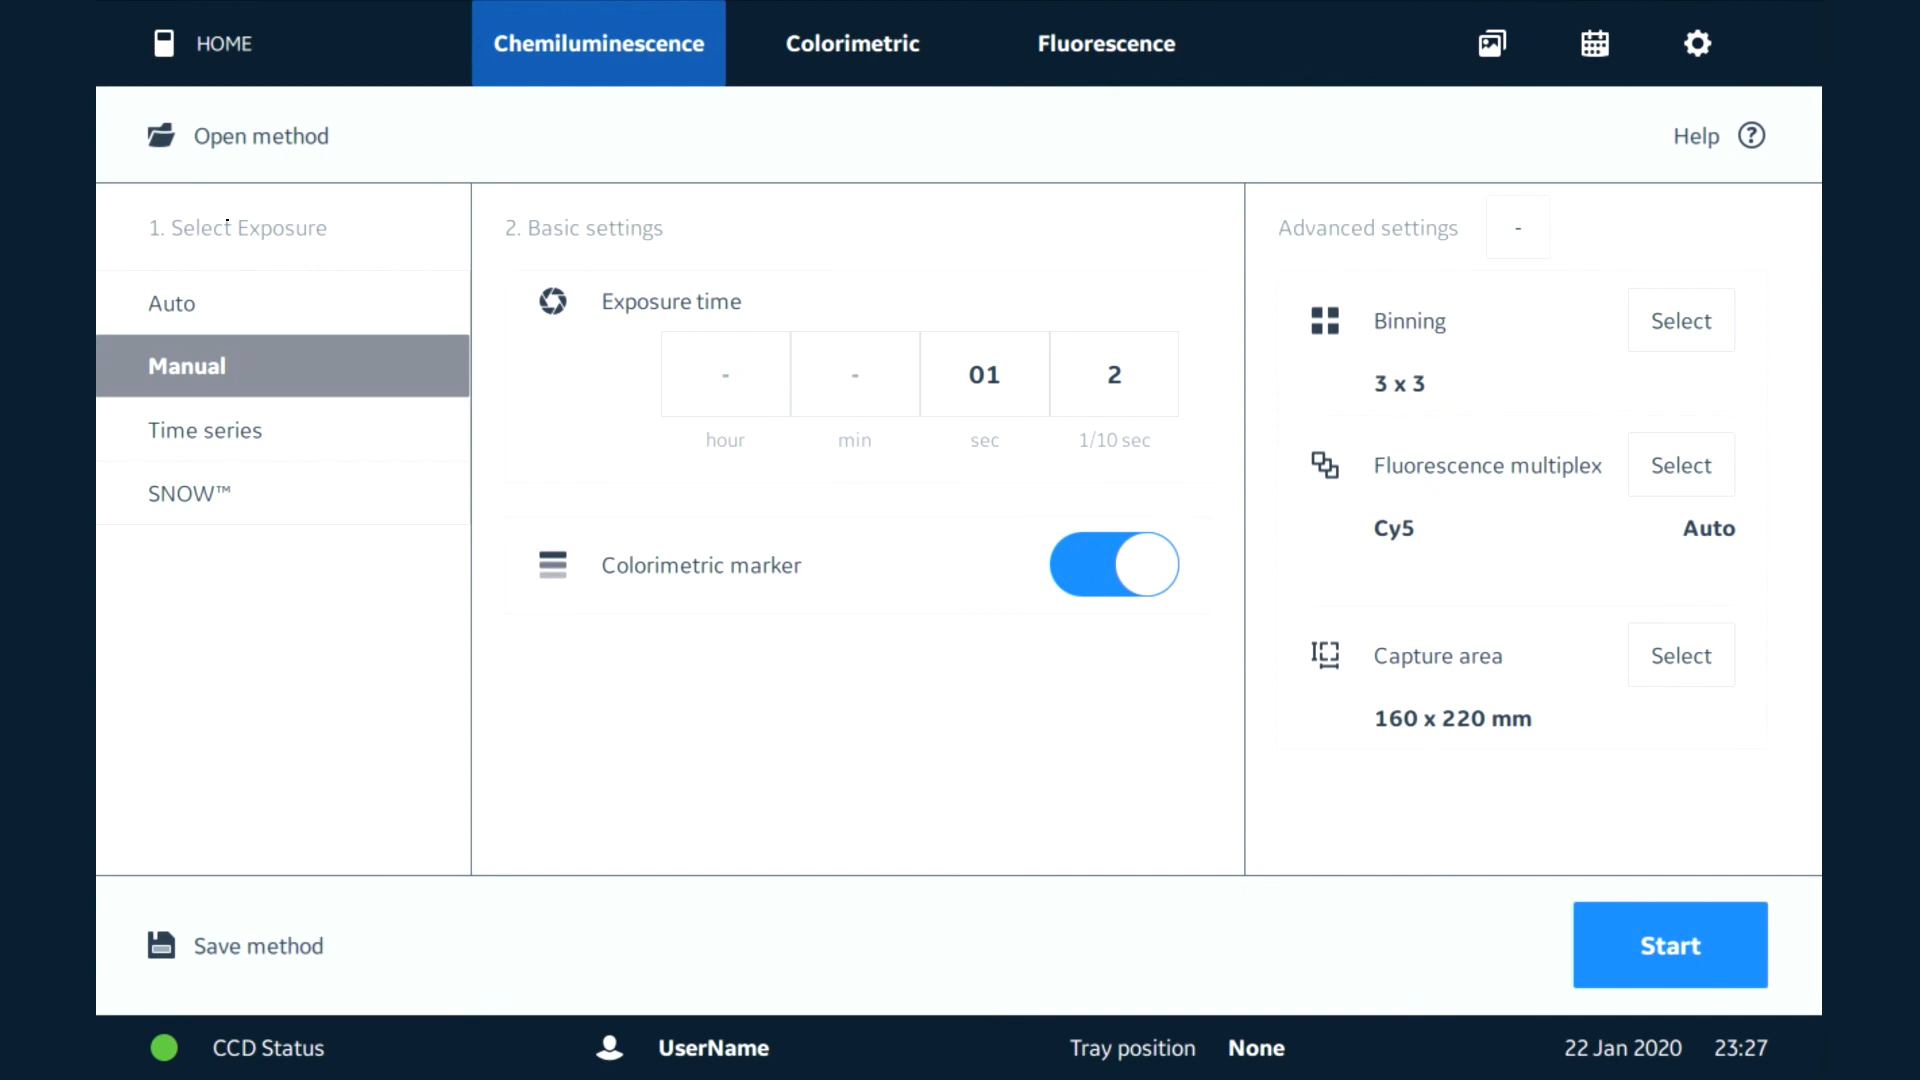 HOME
Chemiluminescence
Colorimetric
Fluorescence
Open method
Help ?
1. Select Exposure
Auto
Manual
Time series
SNOW™
2. Basic settings
Exposure time
- - 01 2
hour min sec 1/10 sec
Colorimetric marker
Advanced settings -
Binning Select
3 x 3
Fluorescence multiplex Select
Cy5 Auto
Capture area Select
160 x 220 mm
Save method
Start
CCD Status
UserName
Tray position None
22 Jan 2020 23:27